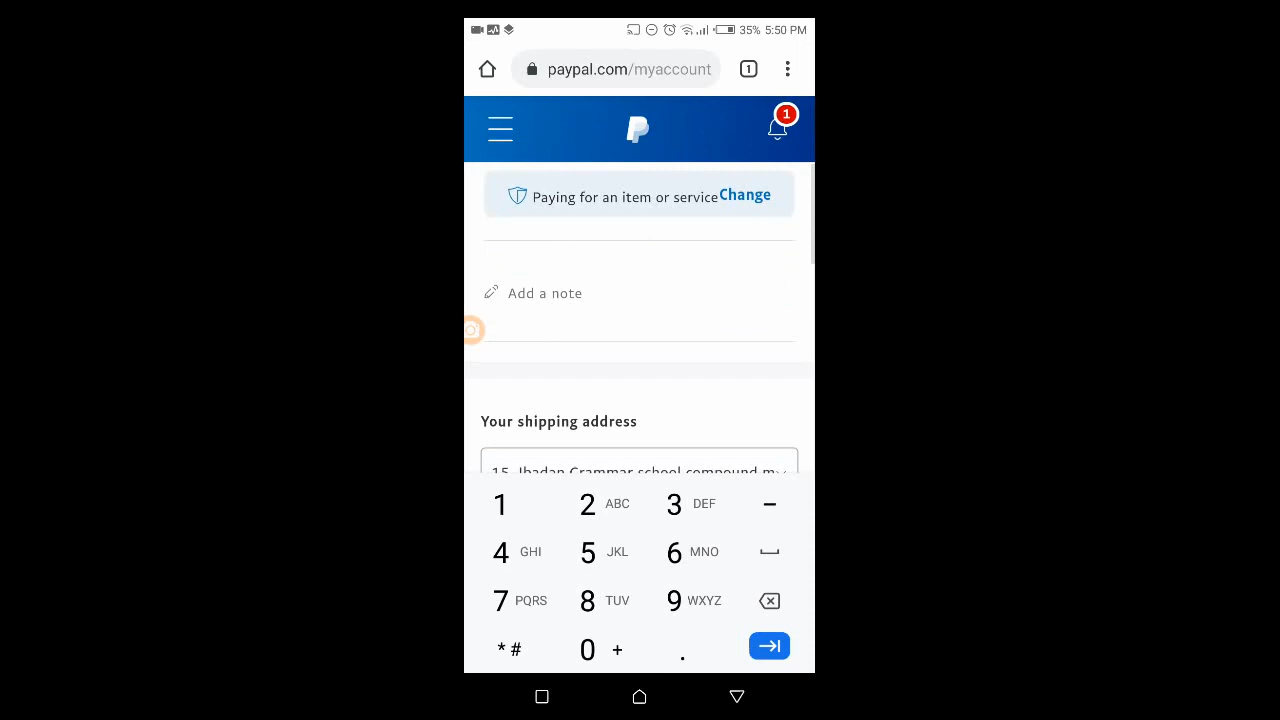 35% 5:50 PM
paypal.com/myaccount
1
1
Paying for an item or service Change
Add a note
Your shipping address
15, Ibadan Grammar school compound m
1 2 ABC 3 DEF -
4 GHI 5 JKL 6 MNO
7 PQRS 8 TUV 9 WXYZ
* # 0 + .